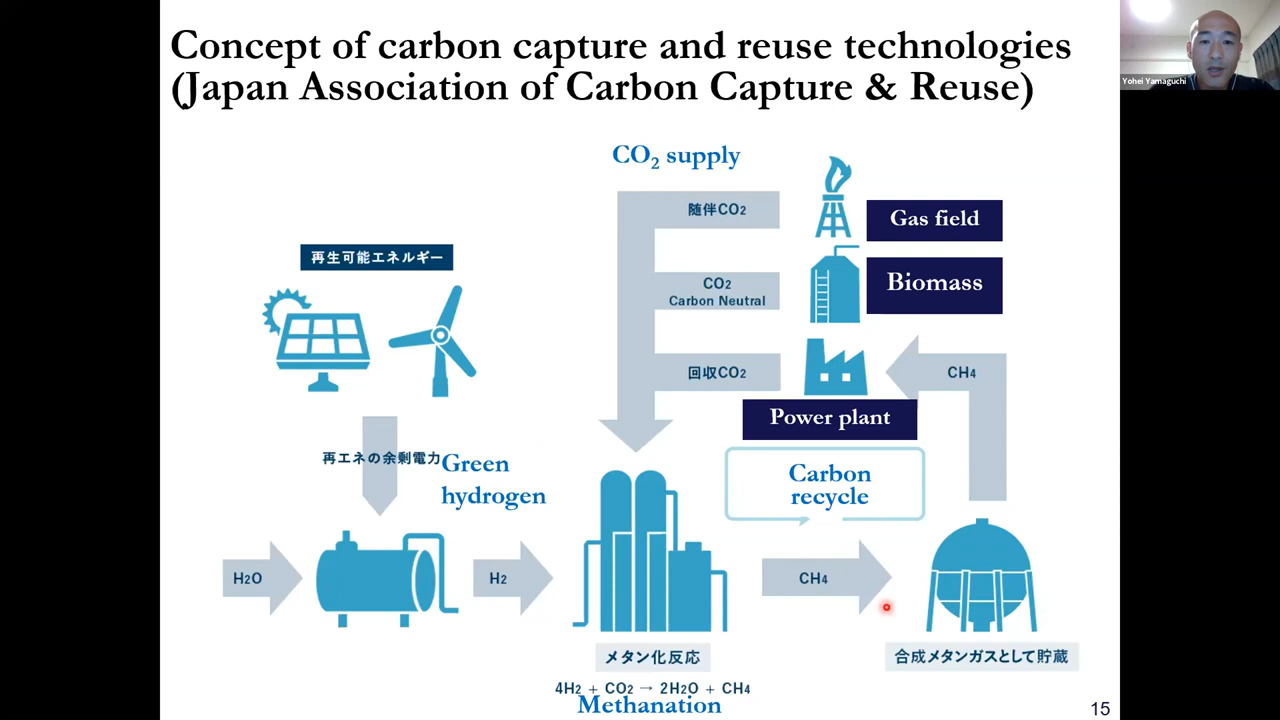 Concept of carbon capture and reuse technologies
(Japan Association of Carbon Capture & Reuse)
Yohei Yamaguchi
CO2 supply
随伴CO2
Gas field
再生可能エネルギー
CO2
Carbon Neutral
Biomass
回収CO2
CH4
Power plant
再エネの余剰電力
Green
hydrogen
Carbon
recycle
H2O
H2
CH4
メタン化反応
合成メタンガスとして貯蔵
4H2 + CO2 → 2H2O + CH4
Methanation
15